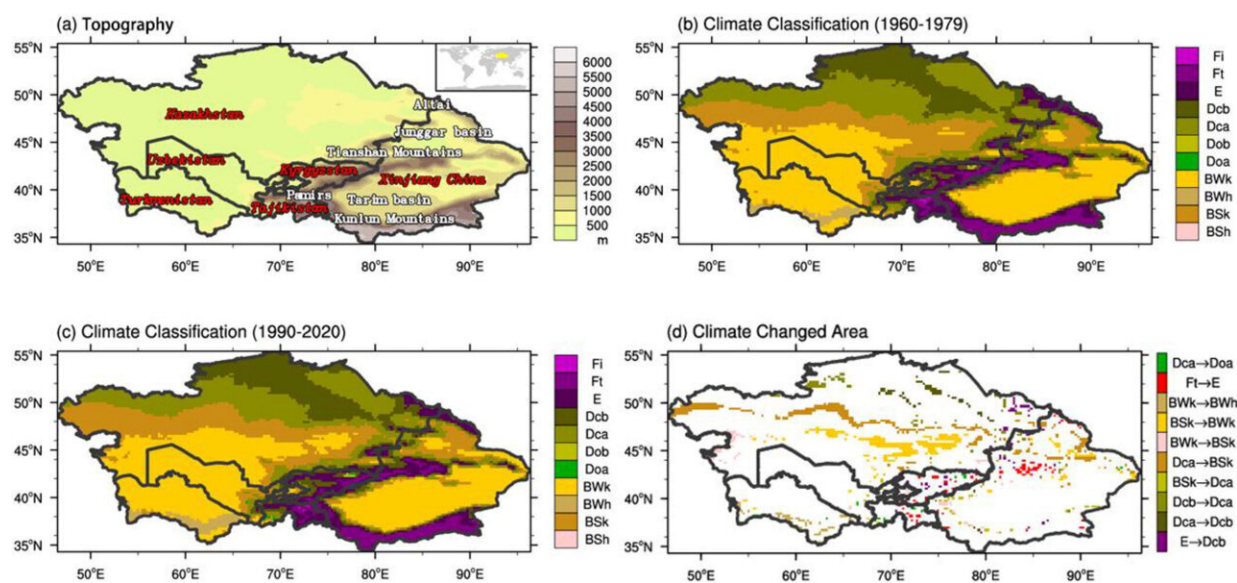 (a) Topography
55°N
50°N
45°N
40°N
35°N
Kazakhstan
Uzbekistan
Turkmenistan
Kyrgyzstan
Tajikistan
Altai
Junggar basin
Tianshan Mountains
Xinjiang China
Pamirs
Tarim basin
Kunlun Mountains
6000
5500
5000
4500
4000
3500
3000
2500
2000
1500
1000
500
m
50°E 60°E 70°E 80°E 90°E
(b) Climate Classification (1960-1979)
55°N
50°N
45°N
40°N
35°N
Fi
Ft
E
Dcb
Dca
Dob
Doa
BWk
BWh
BSk
BSh
50°E 60°E 70°E 80°E 90°E
(c) Climate Classification (1990-2020)
55°N
50°N
45°N
40°N
35°N
Fi
Ft
E
Dcb
Dca
Dob
Doa
BWk
BWh
BSk
BSh
50°E 60°E 70°E 80°E 90°E
(d) Climate Changed Area
55°N
50°N
45°N
40°N
35°N
Dca→Doa
Ft→E
BWk→BWh
BSk→BWk
BWk→BSk
Dca→BSk
BSk→Dca
Dcb→Dca
Dca→Dcb
E→Dcb
50°E 60°E 70°E 80°E 90°E